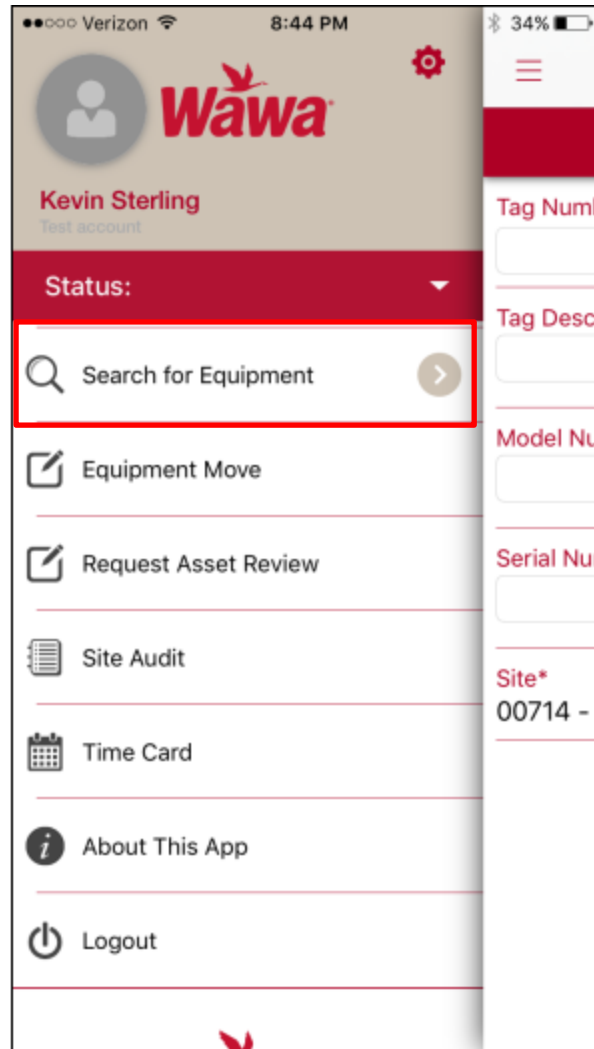 Verizon 8:44 PM
34%
Wawa
Kevin Sterling
Test account
Status:
Search for Equipment
Equipment Move
Request Asset Review
Site Audit
Time Card
About This App
Logout
Tag Numb
Tag Desc
Model Nu
Serial Nu
Site*
00714 -